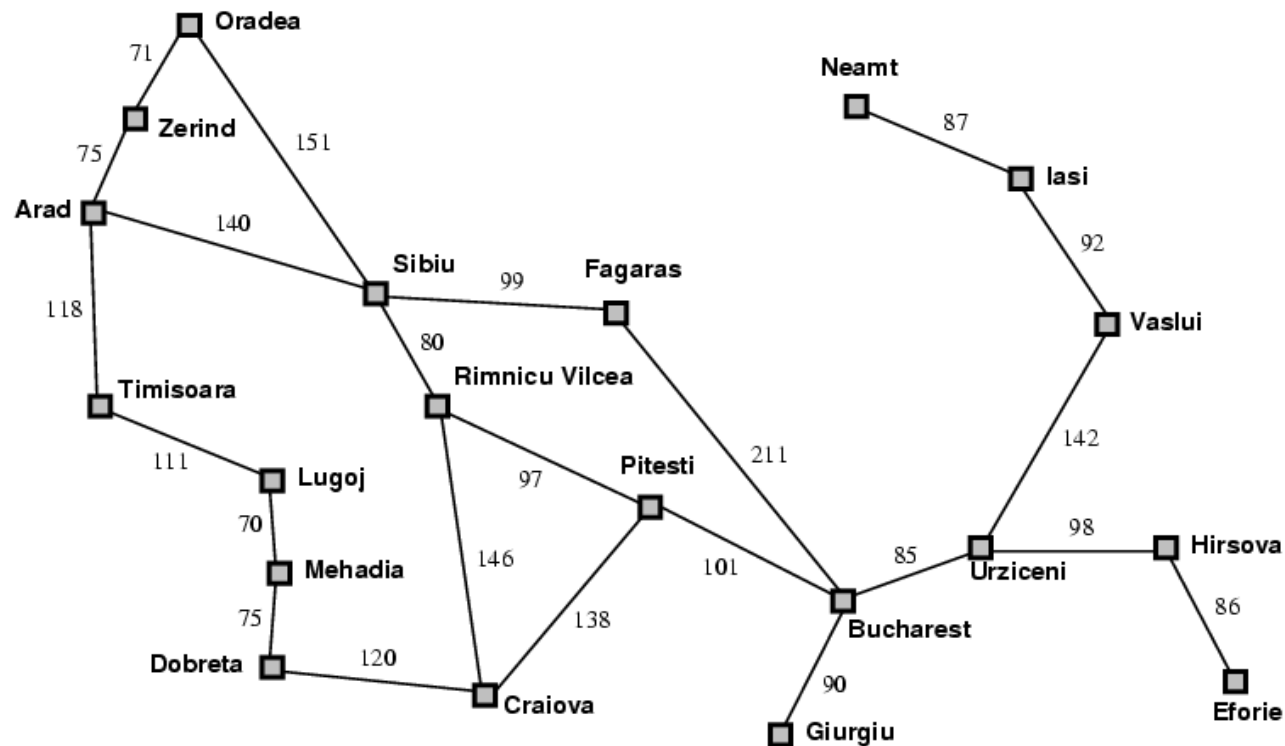 Oradea
71
Neamt
87
Zerind
151
75
Iasi
Arad
140
92
Sibiu
Fagaras
99
118
Vaslui
80
Timisoara
Rimnicu Vilcea
142
111
211
Lugoj
97
Pitesti
70
98
Hirsova
146
101
85
Urziceni
Mehadia
86
75
138
Bucharest
Dobreta
120
90
Craiova
Giurgiu
Eforie